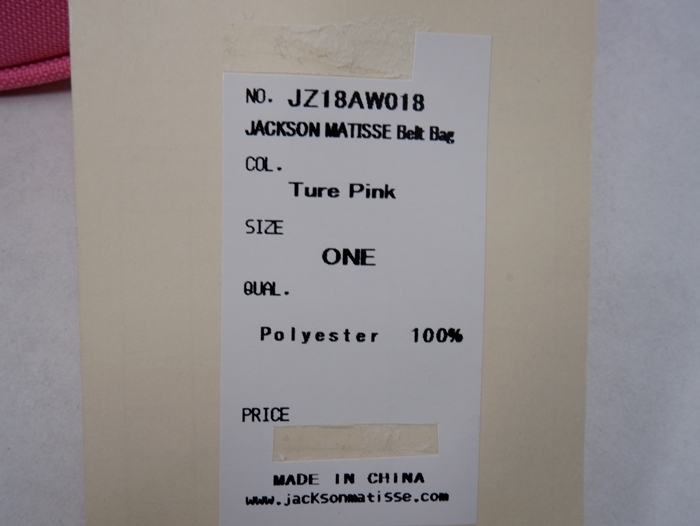 NO. JZ18AW018
JACKSON MATISSE Belt Bag
COL.
Ture Pink
SIZE
ONE
QUAL.
Polyester 100%
PRICE
MADE IN CHINA
www.jacksonmatisse.com